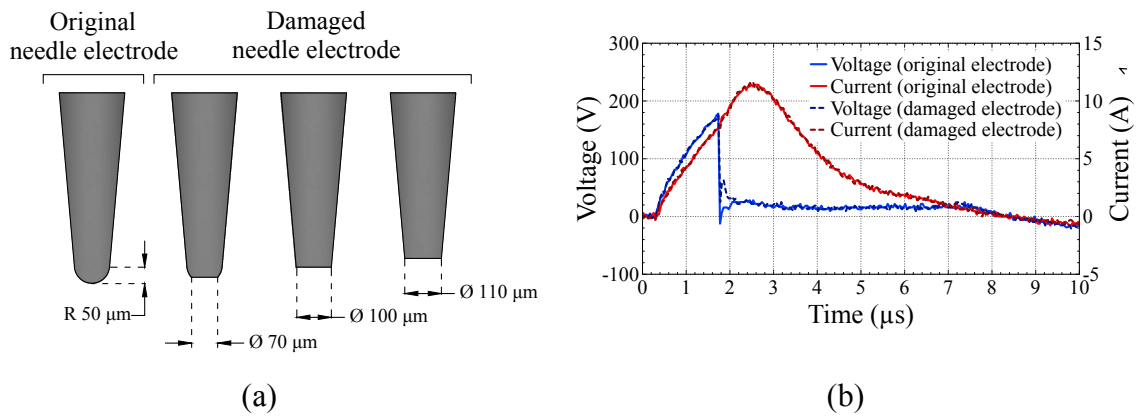 Original
needle electrode
Damaged
needle electrode
R 50 μm
Ø 70 μm
Ø 100 μm
Ø 110 μm
(a)
300
200
100
0
-100
Voltage (V)
Voltage (original electrode)
Current (original electrode)
Voltage (damaged electrode)
Current (damaged electrode)
15
10
5
0
-5
Current (A)
0 1 2 3 4 5 6 7 8 9 10
Time (μs)
(b)